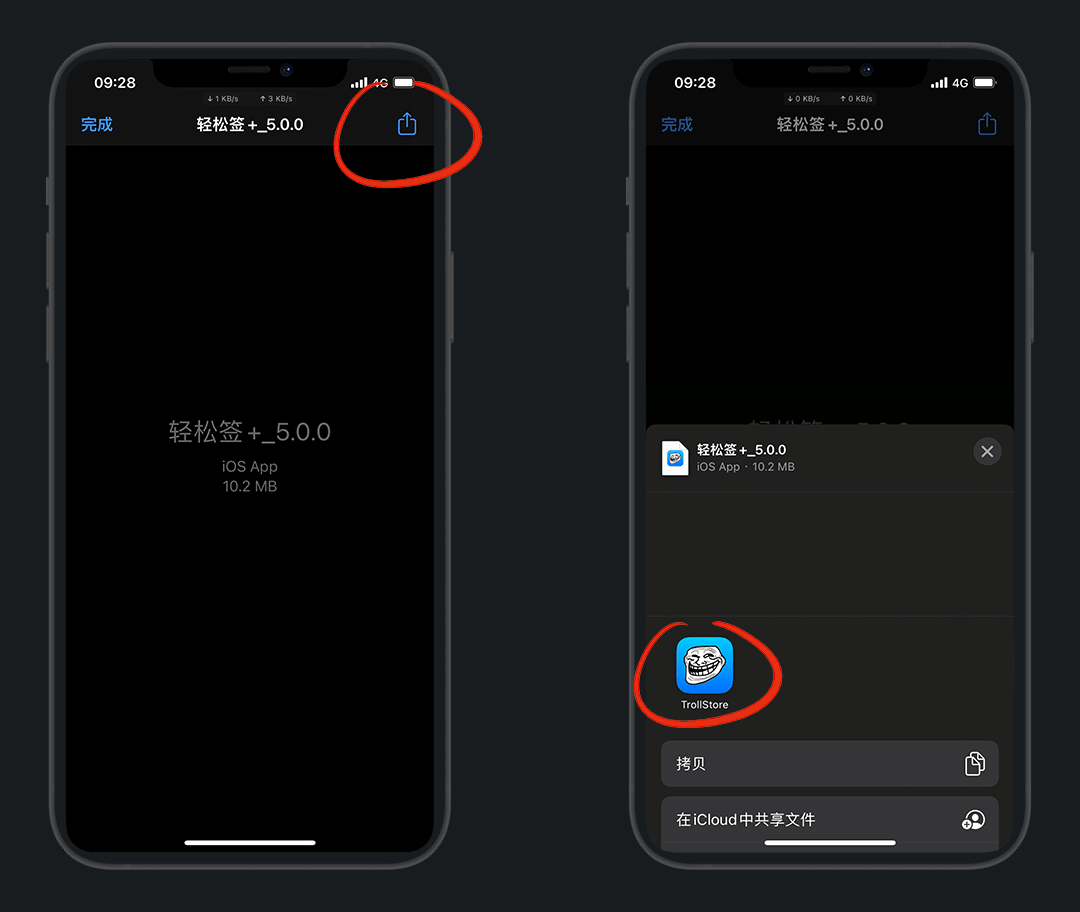 09:28
4G
↓ 1 KB/s ↑ 3 KB/s
完成
轻松签+_5.0.0
轻松签+_5.0.0
iOS App
10.2 MB
09:28
4G
↓ 0 KB/s ↑ 0 KB/s
完成
轻松签+_5.0.0
轻松签+_5.0.0
iOS App · 10.2 MB
TrollStore
拷贝
在iCloud中共享文件